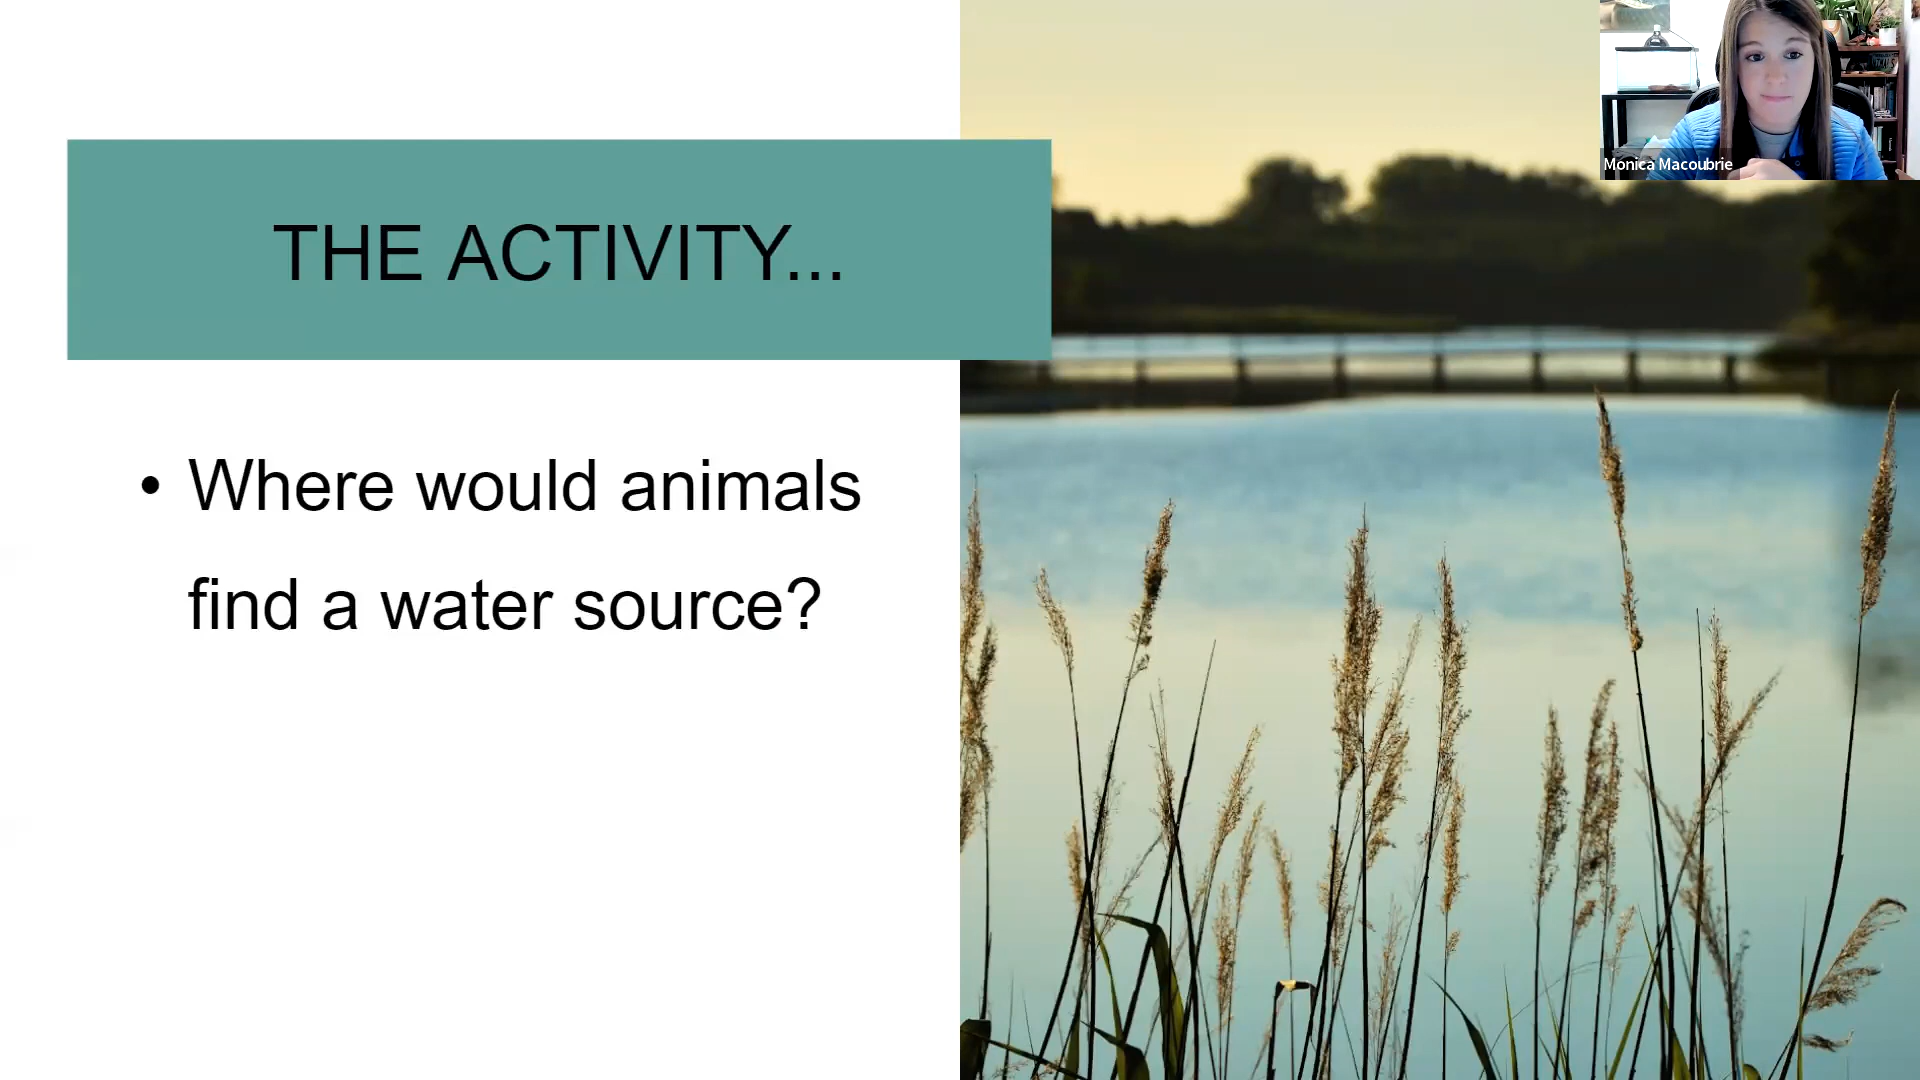 Monica Macoubrie
THE ACTIVITY...
• Where would animals
find a water source?